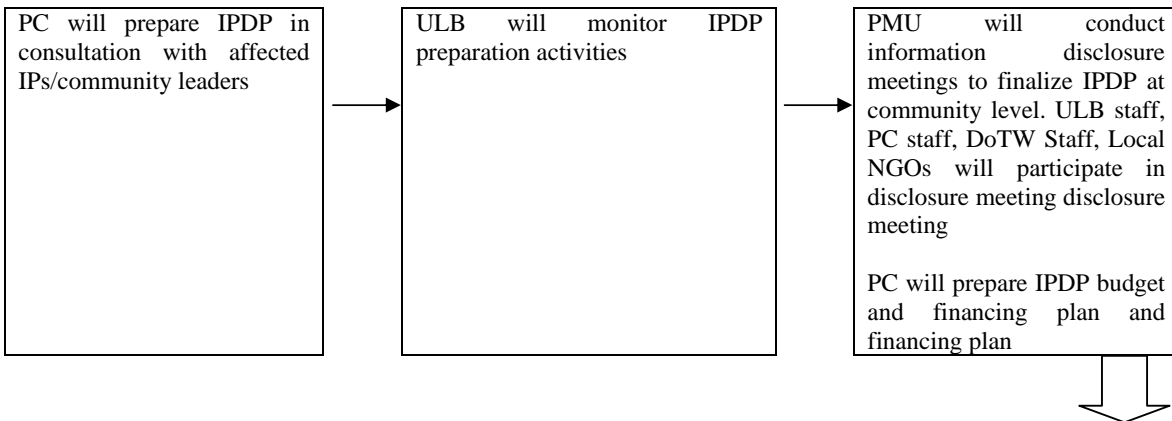 PC will prepare IPDP in
consultation with affected
IPs/community leaders
ULB will monitor IPDP
preparation activities
PMU will conduct
information disclosure
meetings to finalize IPDP at
community level. ULB staff,
PC staff, DoTW Staff, Local
NGOs will participate in
disclosure meeting disclosure
meeting
PC will prepare IPDP budget
and financing plan and
financing plan